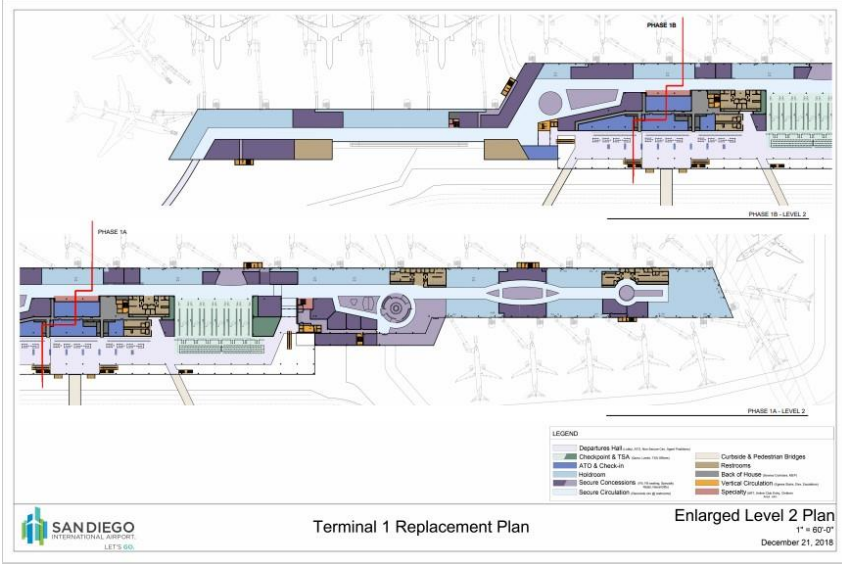 PHASE 1B
PHASE 1B - LEVEL 2
PHASE 1A
PHASE 1A - LEVEL 2
LEGEND
Departures Hall
Checkpoint & TSA
ATO & Check-in
Holdroom
Secure Concessions
Secure Circulation
Curbside & Pedestrian Bridges
Restrooms
Back of House
Vertical Circulation
Specialty
SAN DIEGO
INTERNATIONAL AIRPORT.
LET'S GO.
Terminal 1 Replacement Plan
Enlarged Level 2 Plan
1" = 60'-0"
December 21, 2018